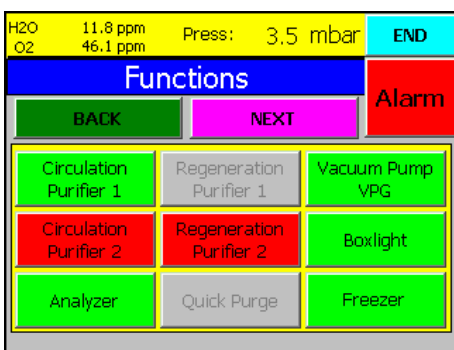 H2O 11.8 ppm Press: 3.5 mbar END
O2 46.1 ppm
Functions
Alarm
BACK NEXT
Circulation Purifier 1
Regeneration Purifier 1
Vacuum Pump VPG
Circulation Purifier 2
Regeneration Purifier 2
Boxlight
Analyzer
Quick Purge
Freezer